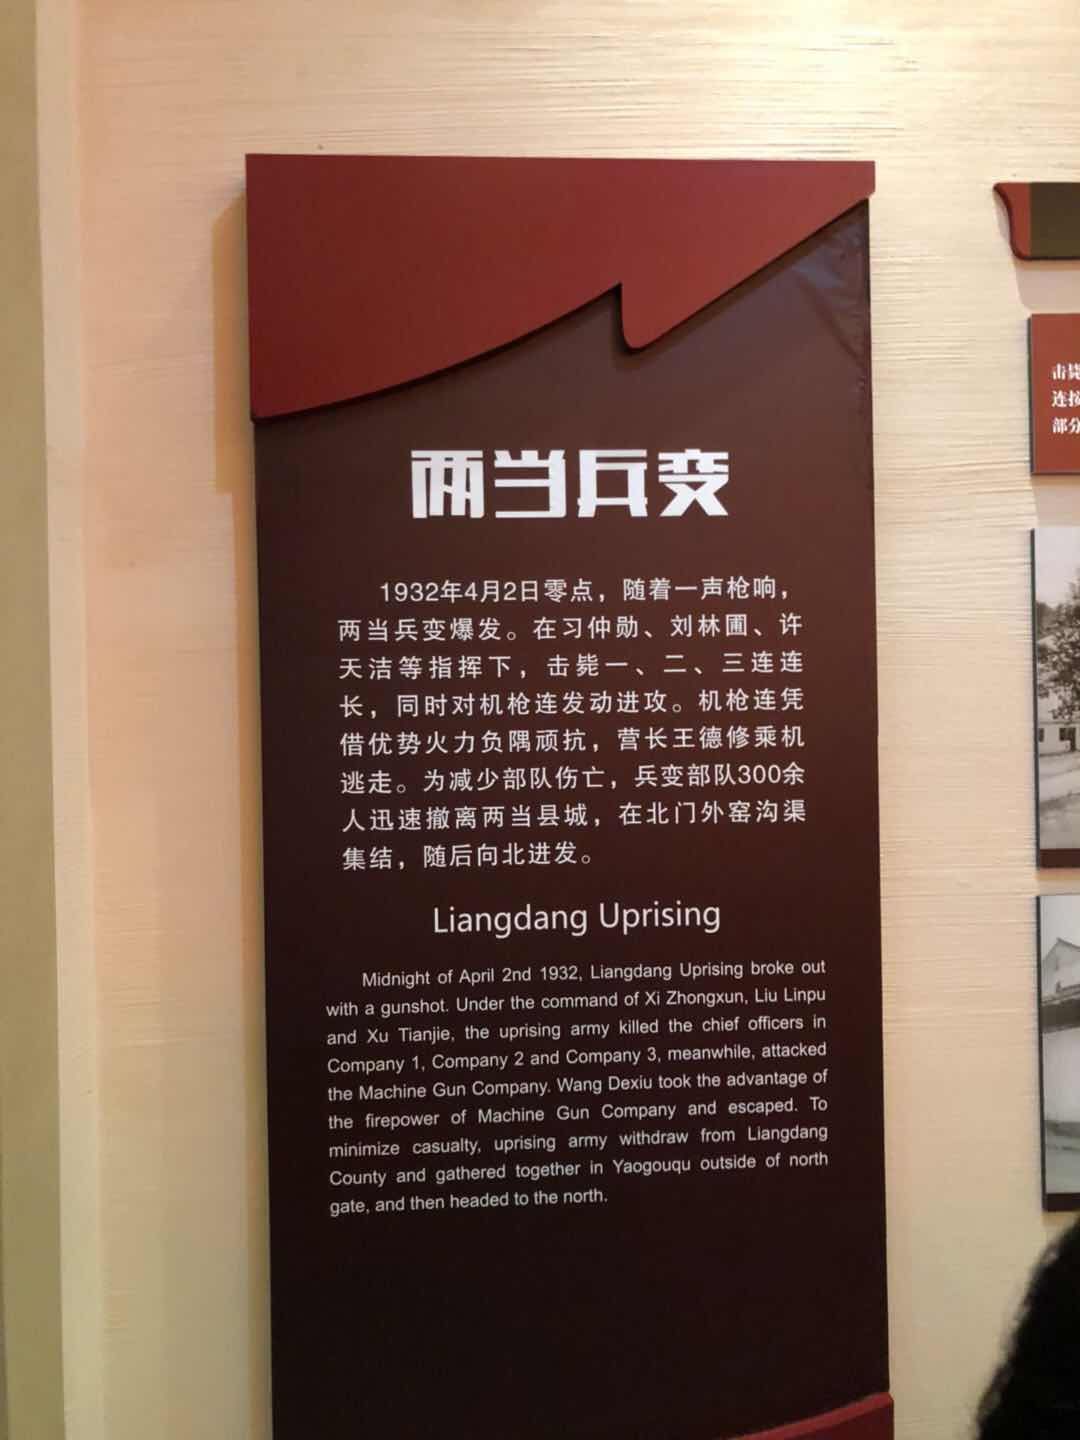 两当兵变
1932年4月2日零点，随着一声枪响，
两当兵变爆发。在习仲勋、刘林圃、许
天洁等指挥下，击毙一、二、三连连
长，同时对机枪连发动进攻。机枪连凭
借优势火力负隅顽抗，营长王德修乘机
逃走。为减少部队伤亡，兵变部队300余
人迅速撤离两当县城，在北门外窑沟渠
集结，随后向北进发。
Liangdang Uprising
Midnight of April 2nd 1932, Liangdang Uprising broke out
with a gunshot. Under the command of Xi Zhongxun, Liu Linpu
and Xu Tianjie, the uprising army killed the chief officers in
Company 1, Company 2 and Company 3, meanwhile, attacked
the Machine Gun Company. Wang Dexiu took the advantage of
the firepower of Machine Gun Company and escaped. To
minimize casualty, uprising army withdraw from Liangdang
County and gathered together in Yaogouqu outside of north
gate, and then headed to the north.
击毙
连按
部分